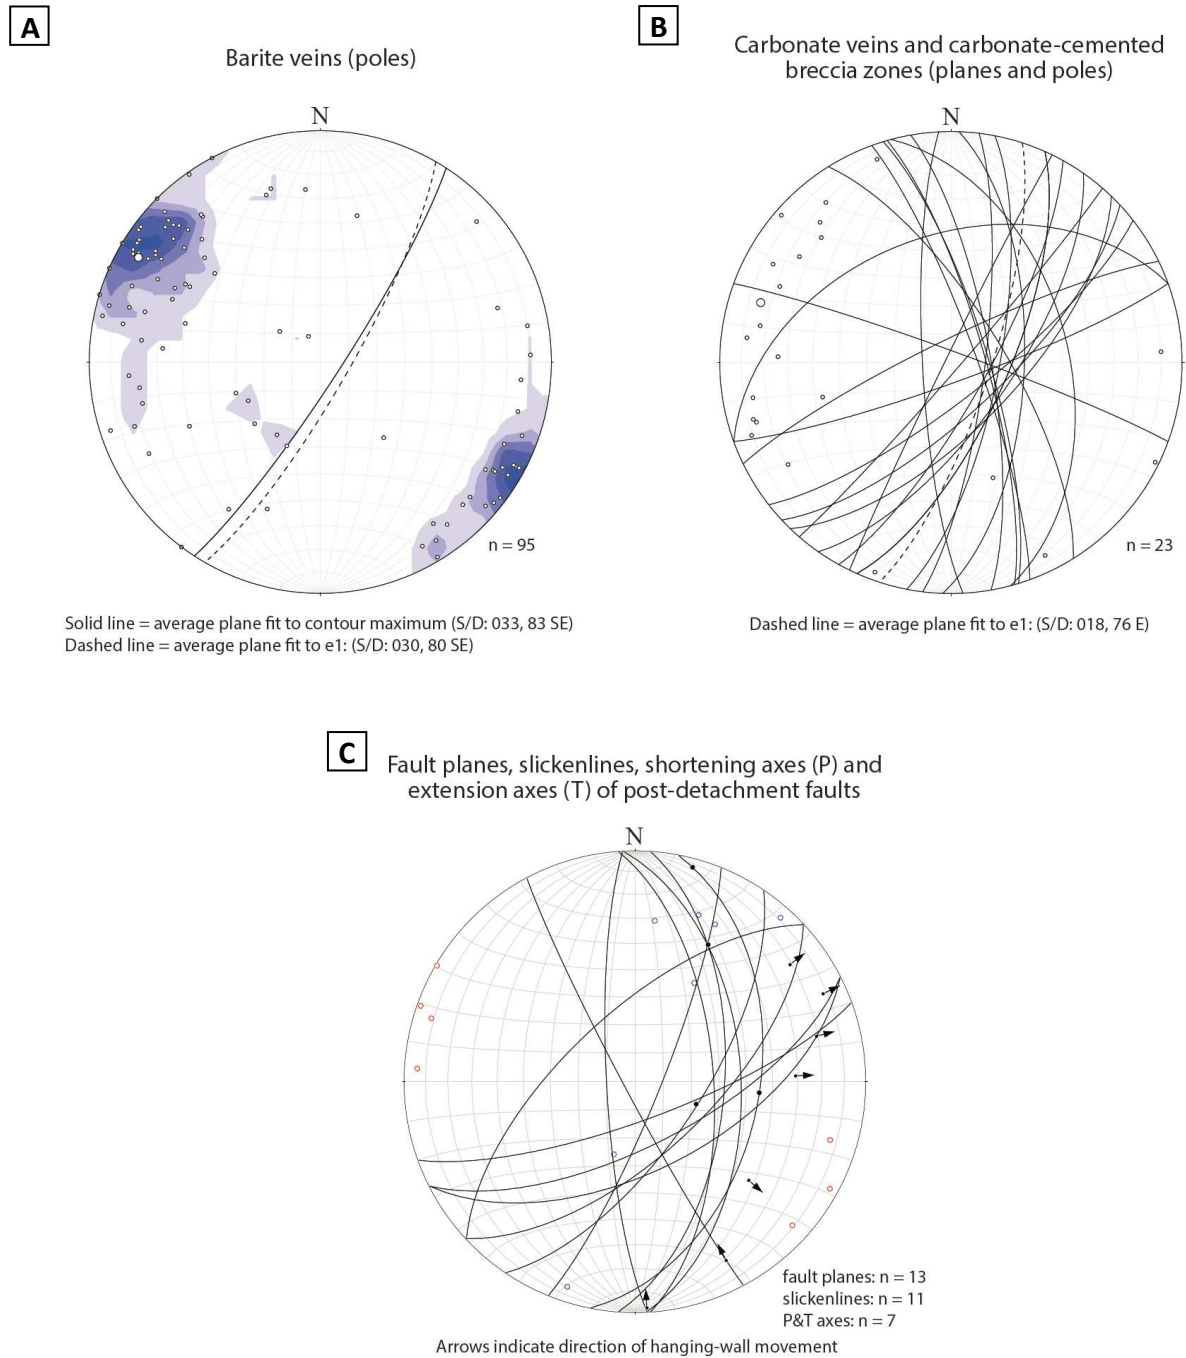 A
Barite veins (poles)
N
n = 95
Solid line = average plane fit to contour maximum (S/D: 033, 83 SE)
Dashed line = average plane fit to e1: (S/D: 030, 80 SE)
B
Carbonate veins and carbonate-cemented
breccia zones (planes and poles)
N
n = 23
Dashed line = average plane fit to e1: (S/D: 018, 76 E)
C
Fault planes, slickenlines, shortening axes (P) and
extension axes (T) of post-detachment faults
N
fault planes: n = 13
slickenlines: n = 11
P&T axes: n = 7
Arrows indicate direction of hanging-wall movement